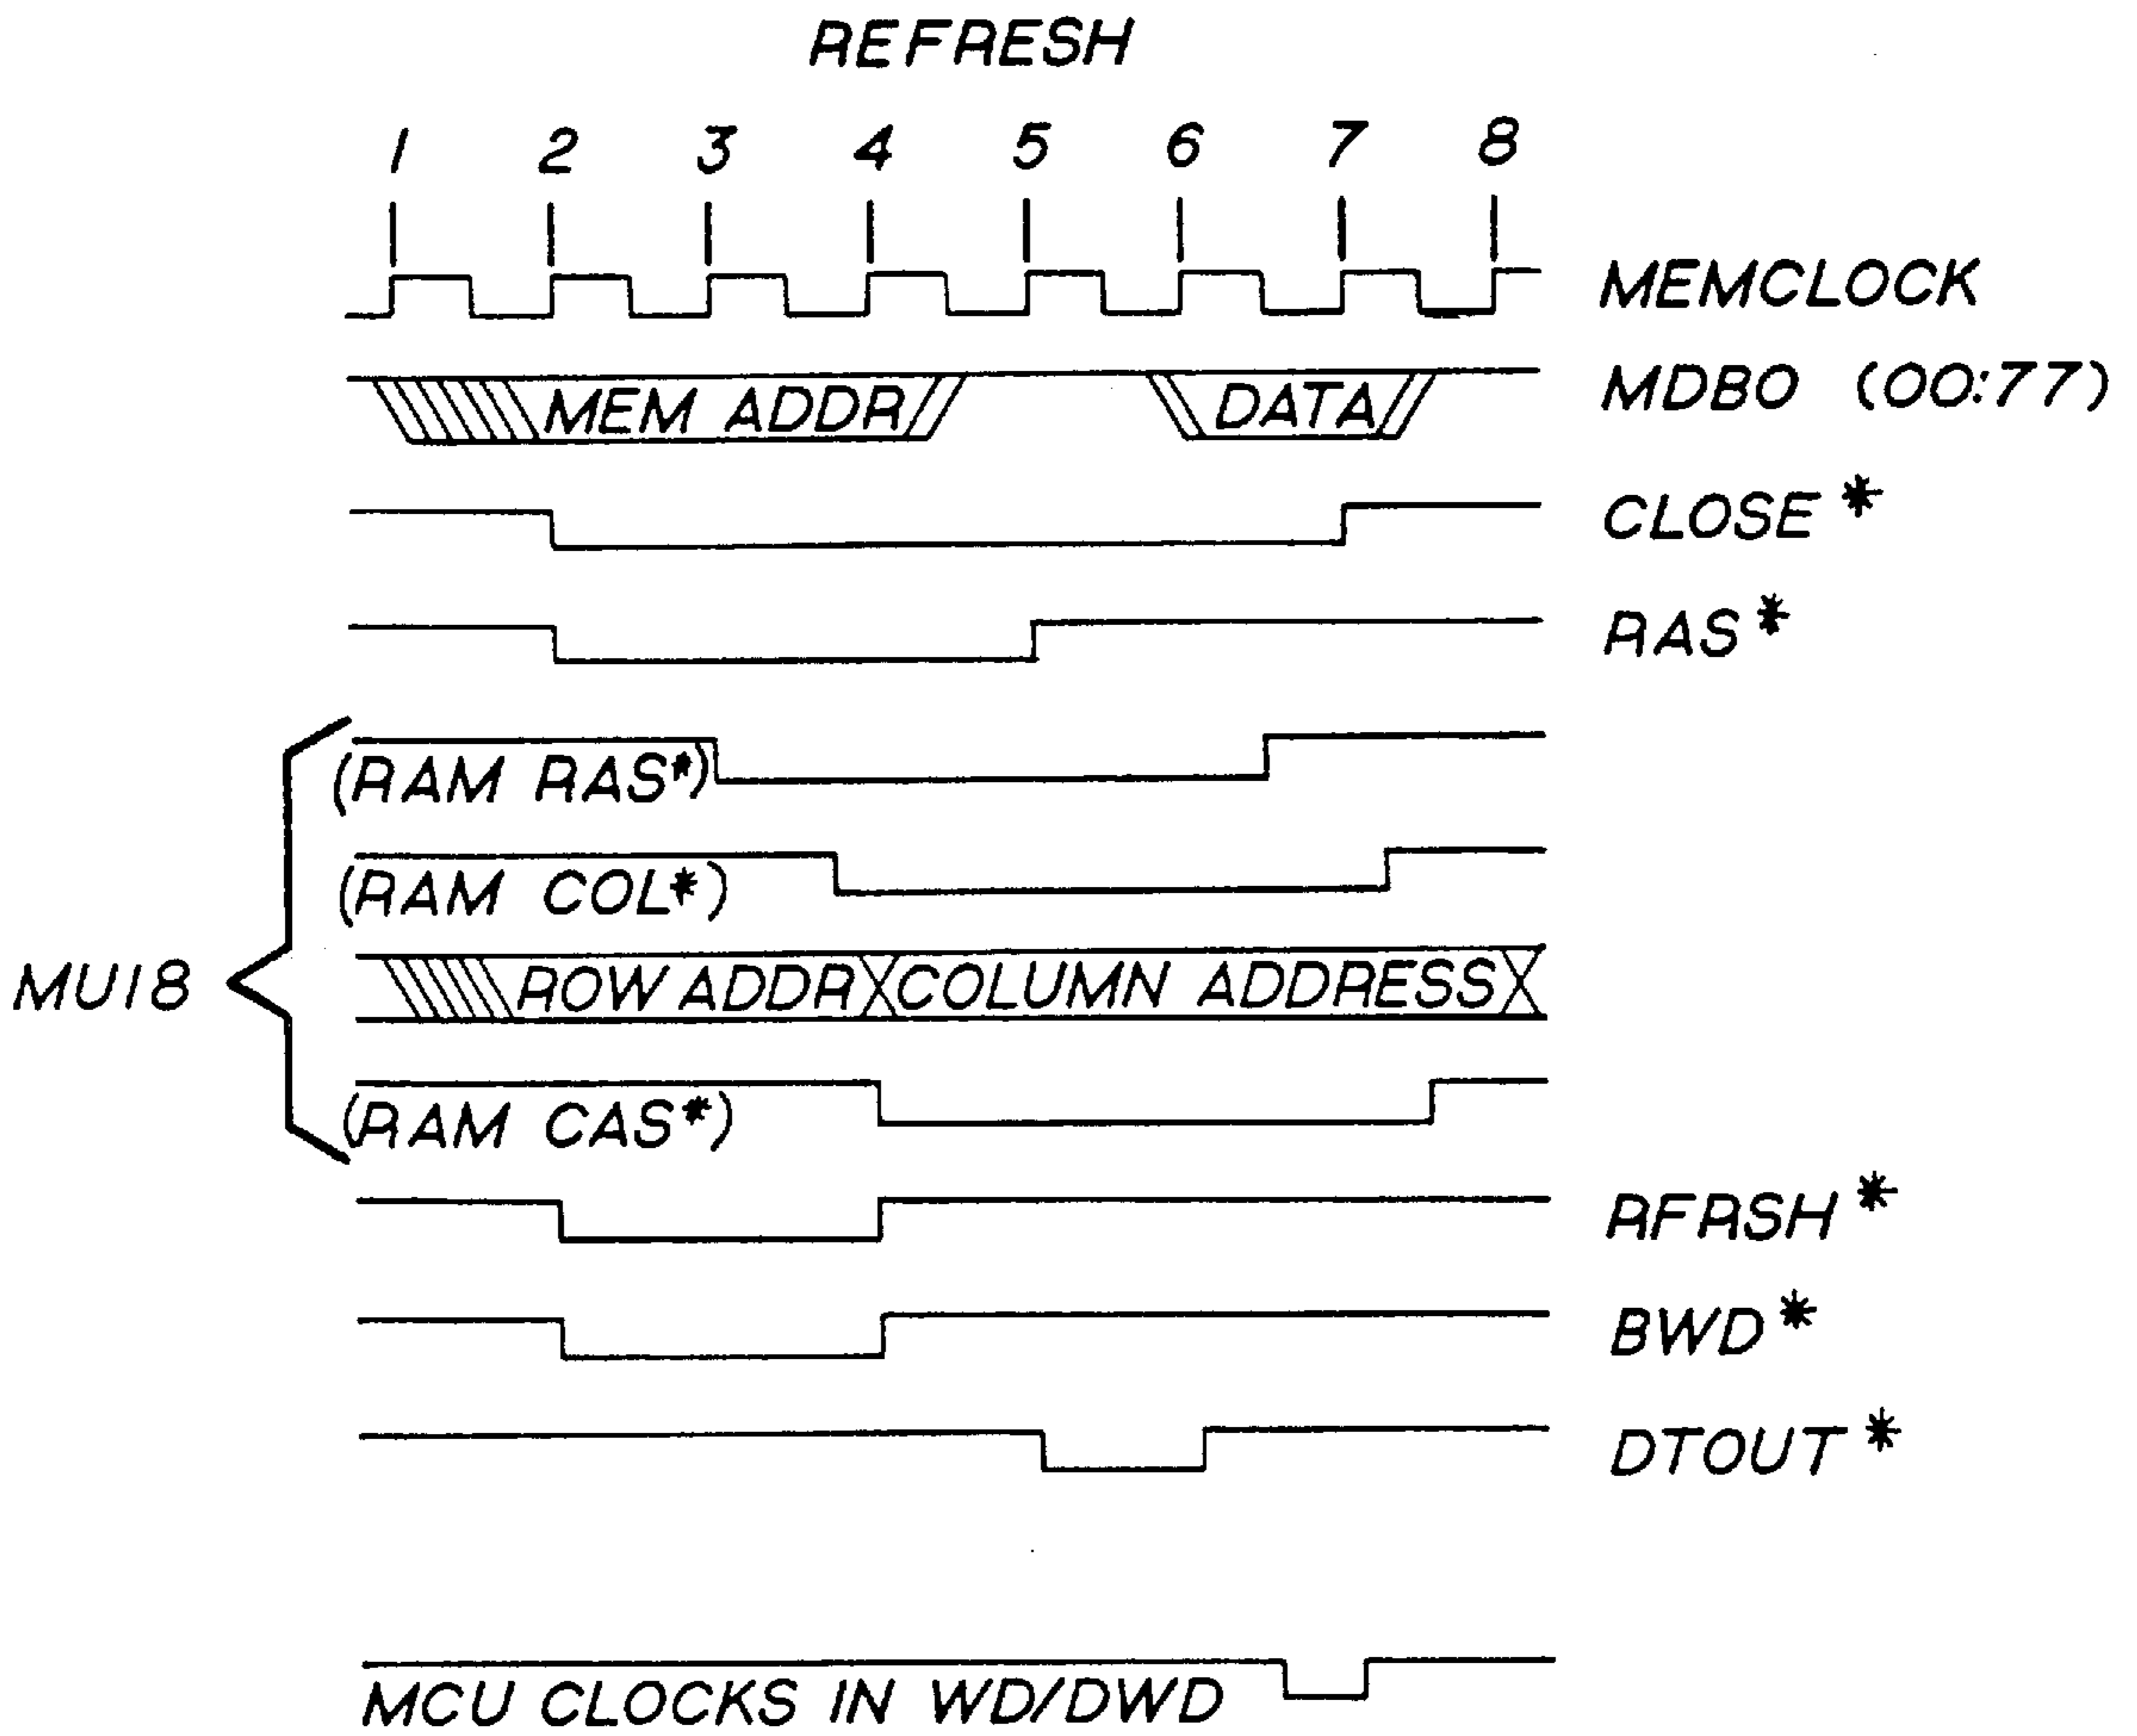 REFRESH
1 2 3 4 5 6 7 8
MEMCLOCK
MEM ADDR DATA MDBO (00:77)
CLOSE*
RAS*
(RAM RAS*)
(RAM COL*)
MU18 ROW ADDR COLUMN ADDRESS
(RAM CAS*)
RFRSH*
BWD*
DTOUT*
MCU CLOCKS IN WD/DWD